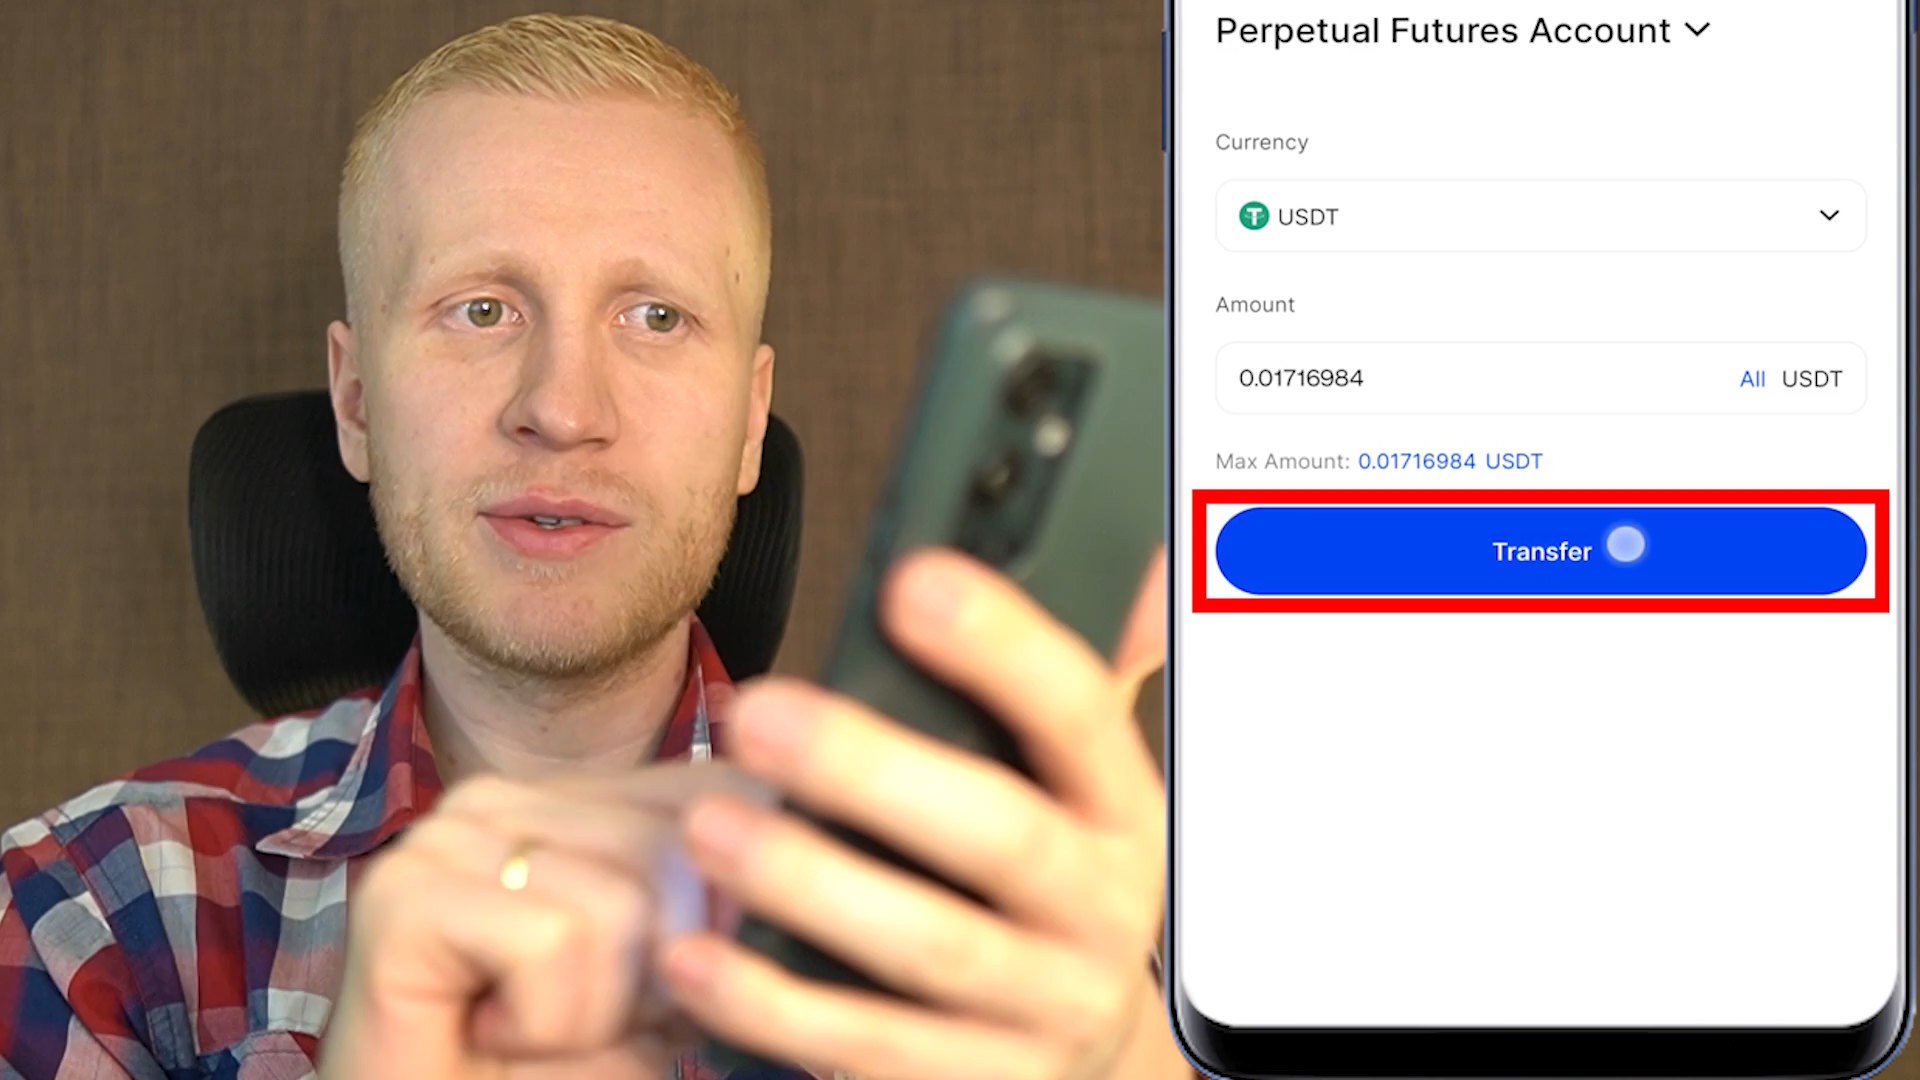 Perpetual Futures Account
Currency
USDT
Amount
0.01716984 All USDT
Max Amount: 0.01716984 USDT
Transfer